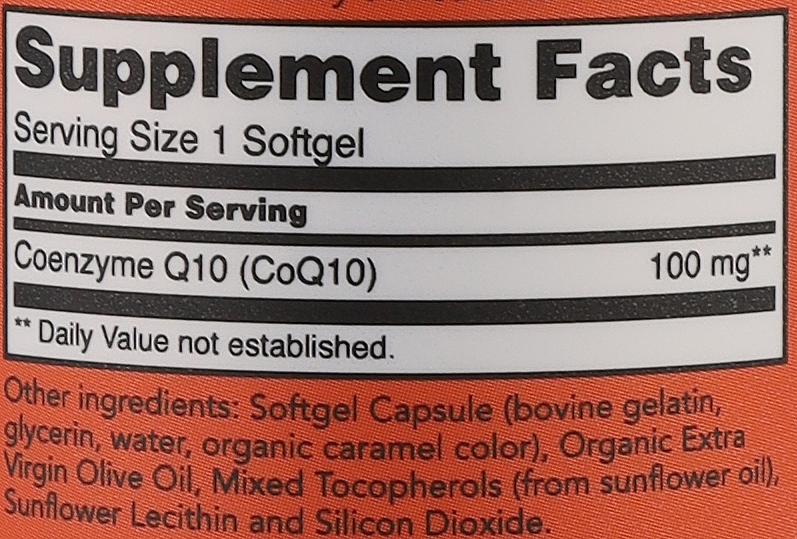 Supplement Facts
Serving Size 1 Softgel
Amount Per Serving
Coenzyme Q10 (CoQ10) 100 mg**
** Daily Value not established.
Other ingredients: Softgel Capsule (bovine gelatin,
glycerin, water, organic caramel color), Organic Extra
Virgin Olive Oil, Mixed Tocopherols (from sunflower oil),
Sunflower Lecithin and Silicon Dioxide.